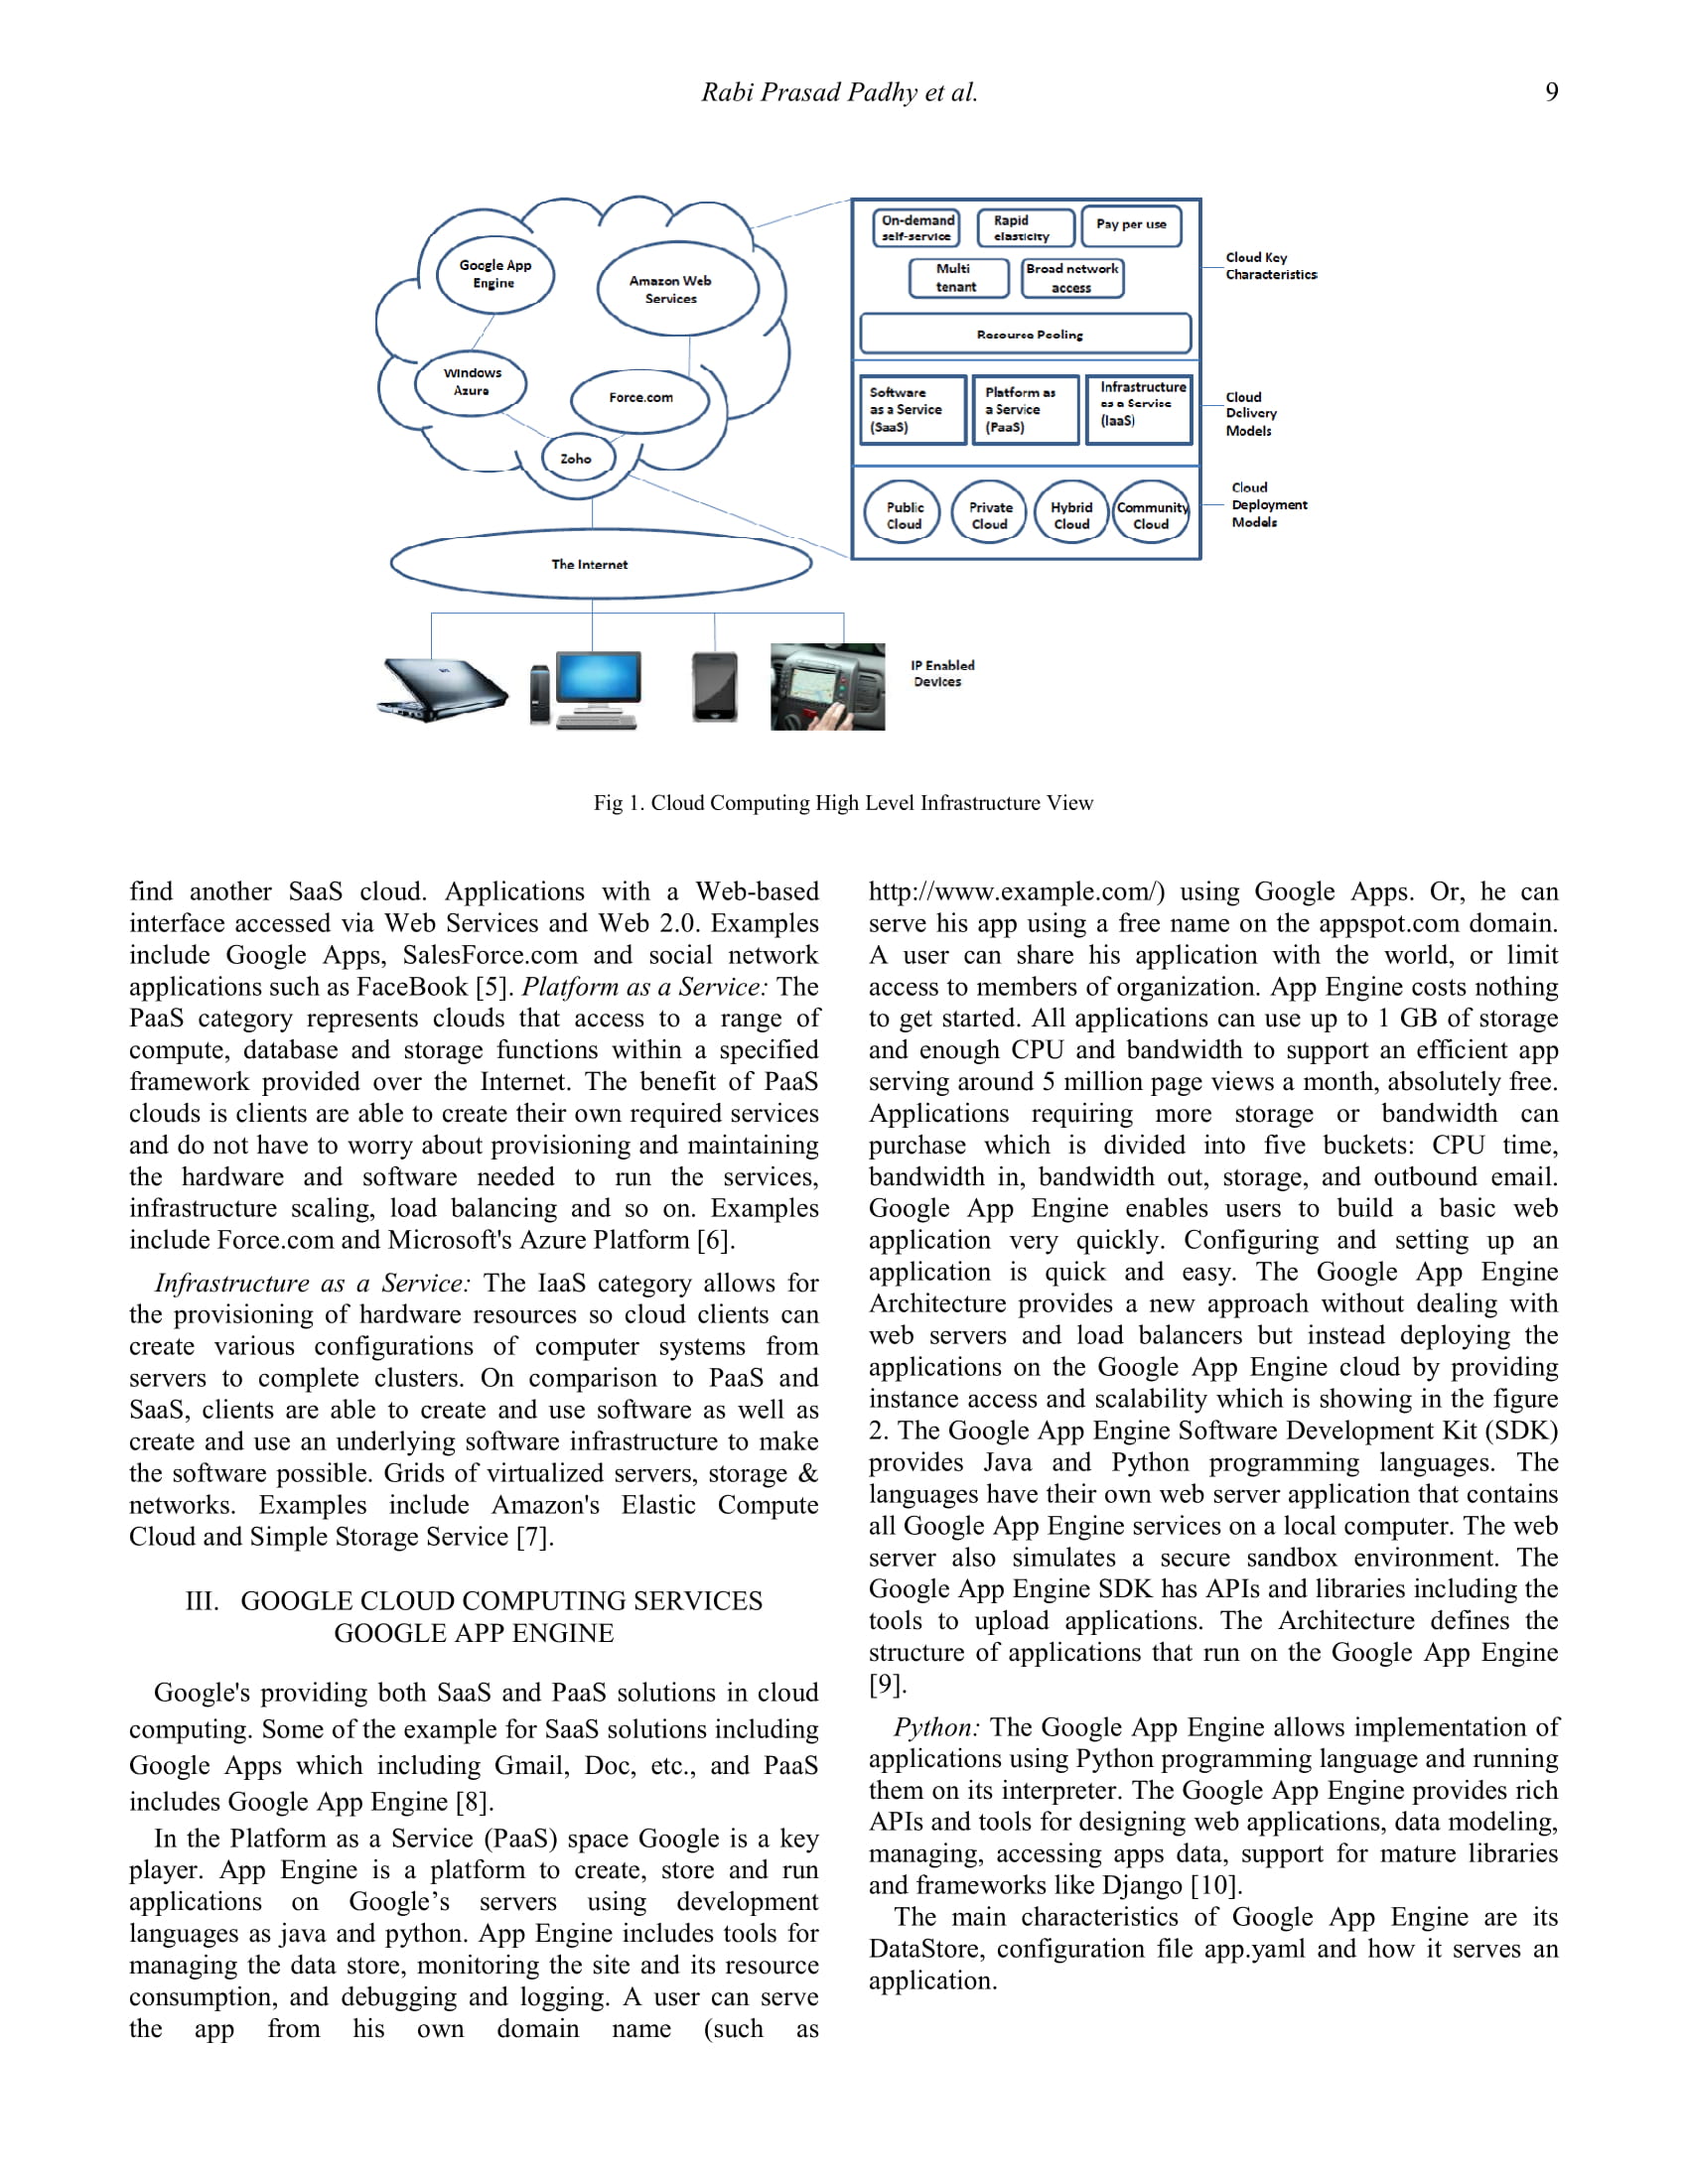 Rabi Prasad Padhy et al.
9
Google App
Engine
Amazon Web
Services
Windows
Azure
Force.com
Zoho
The Internet
On-demand
self-service
Rapid
elasticity
Pay per use
Multi
tenant
Broad network
access
Resource Pooling
Cloud Key
Characteristics
Software
as a Service
(SaaS)
Platform as
a Service
(PaaS)
Infrastructure
as a Service
(IaaS)
Cloud
Delivery
Models
Public
Cloud
Private
Cloud
Hybrid
Cloud
Community
Cloud
Cloud
Deployment
Models
IP Enabled
Devices
Fig 1. Cloud Computing High Level Infrastructure View
find another SaaS cloud. Applications with a Web-based
interface accessed via Web Services and Web 2.0. Examples
include Google Apps, SalesForce.com and social network
applications such as FaceBook [5]. Platform as a Service: The
PaaS category represents clouds that access to a range of
compute, database and storage functions within a specified
framework provided over the Internet. The benefit of PaaS
clouds is clients are able to create their own required services
and do not have to worry about provisioning and maintaining
the hardware and software needed to run the services,
infrastructure scaling, load balancing and so on. Examples
include Force.com and Microsoft's Azure Platform [6].
Infrastructure as a Service: The IaaS category allows for
the provisioning of hardware resources so cloud clients can
create various configurations of computer systems from
servers to complete clusters. On comparison to PaaS and
SaaS, clients are able to create and use software as well as
create and use an underlying software infrastructure to make
the software possible. Grids of virtualized servers, storage &
networks. Examples include Amazon's Elastic Compute
Cloud and Simple Storage Service [7].
III. GOOGLE CLOUD COMPUTING SERVICES
GOOGLE APP ENGINE
Google's providing both SaaS and PaaS solutions in cloud
computing. Some of the example for SaaS solutions including
Google Apps which including Gmail, Doc, etc., and PaaS
includes Google App Engine [8].
In the Platform as a Service (PaaS) space Google is a key
player. App Engine is a platform to create, store and run
applications on Google’s servers using development
languages as java and python. App Engine includes tools for
managing the data store, monitoring the site and its resource
consumption, and debugging and logging. A user can serve
the app from his own domain name (such as
http://www.example.com/) using Google Apps. Or, he can
serve his app using a free name on the appspot.com domain.
A user can share his application with the world, or limit
access to members of organization. App Engine costs nothing
to get started. All applications can use up to 1 GB of storage
and enough CPU and bandwidth to support an efficient app
serving around 5 million page views a month, absolutely free.
Applications requiring more storage or bandwidth can
purchase which is divided into five buckets: CPU time,
bandwidth in, bandwidth out, storage, and outbound email.
Google App Engine enables users to build a basic web
application very quickly. Configuring and setting up an
application is quick and easy. The Google App Engine
Architecture provides a new approach without dealing with
web servers and load balancers but instead deploying the
applications on the Google App Engine cloud by providing
instance access and scalability which is showing in the figure
2. The Google App Engine Software Development Kit (SDK)
provides Java and Python programming languages. The
languages have their own web server application that contains
all Google App Engine services on a local computer. The web
server also simulates a secure sandbox environment. The
Google App Engine SDK has APIs and libraries including the
tools to upload applications. The Architecture defines the
structure of applications that run on the Google App Engine
[9].
Python: The Google App Engine allows implementation of
applications using Python programming language and running
them on its interpreter. The Google App Engine provides rich
APIs and tools for designing web applications, data modeling,
managing, accessing apps data, support for mature libraries
and frameworks like Django [10].
The main characteristics of Google App Engine are its
DataStore, configuration file app.yaml and how it serves an
application.